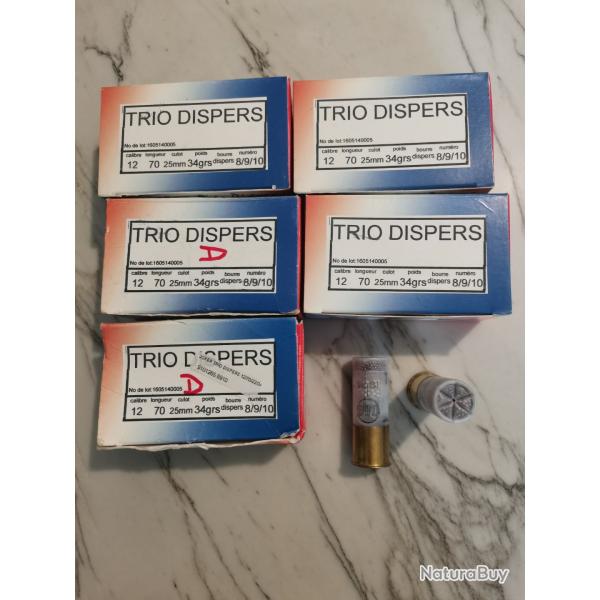 TRIO DISPERS
No de lot:1605140005
calibre longueur culot poids bourre numéro
12 70 25mm 34grs dispers 8/9/10
TRIO DISPERS
No de lot:1605140005
calibre longueur culot poids bourre numéro
12 70 25mm 34grs dispers 8/9/10
TRIO DISPERS
D
No de lot:1605140005
calibre longueur culot poids bourre numéro
12 70 25mm 34grs dispers 8/9/10
TRIO DISPERS
No de lot:1605140005
calibre longueur culot poids bourre numéro
12 70 25mm 34grs dispers 8/9/10
TRIO DISPERS
TRIO DISPERS
D
No de lot:1605140005
calibre longueur culot poids bourre numéro
12 70 25mm 34grs dispers 8/9/10
NaturaBuy